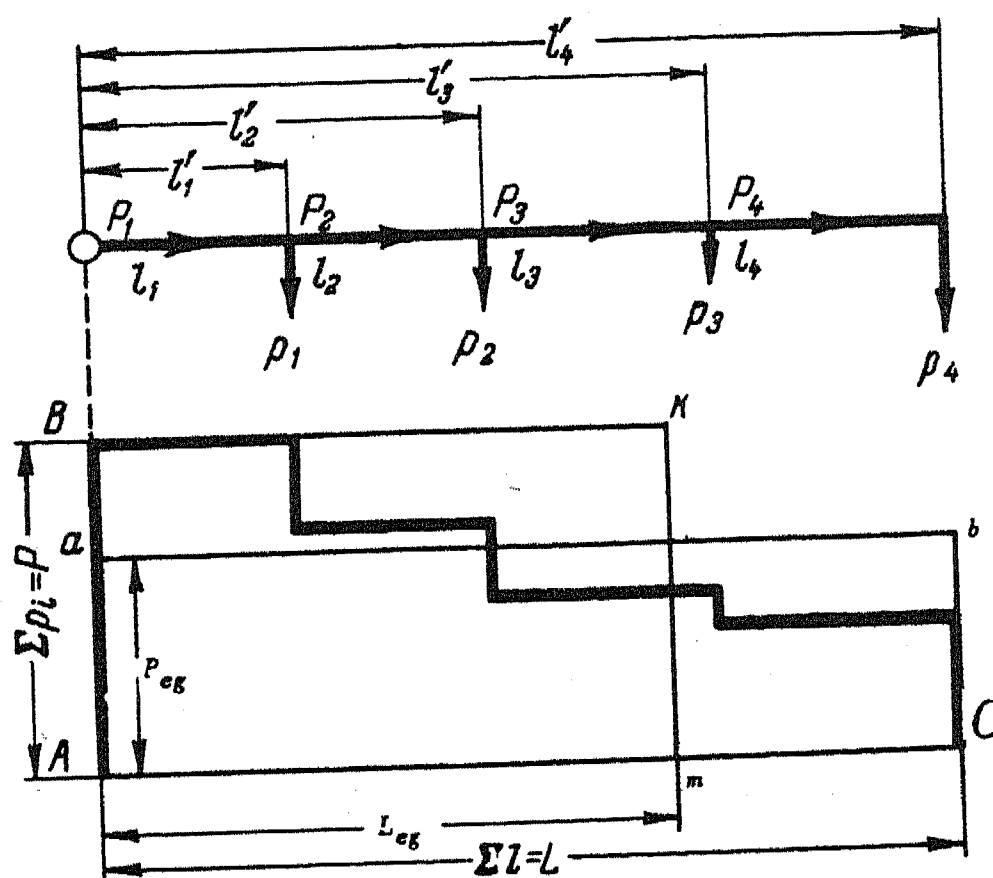 l'4
l'3
l'2
l'1
P1 P2 P3 P4
l1 l2 l3 l4
p1 p2 p3 p4
B K
a b
Σpi=P
Peg
A C
m
Leg
Σl=L